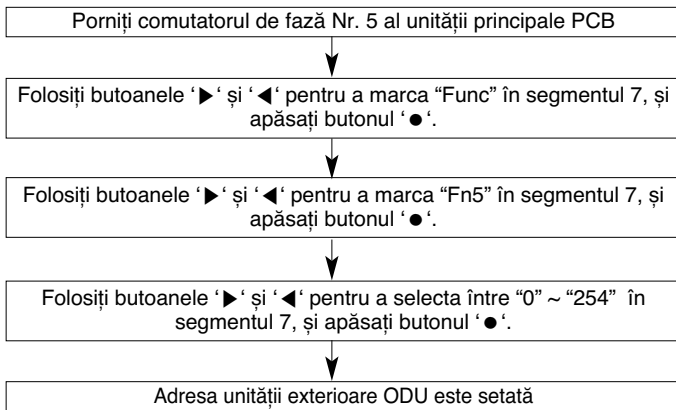 Porniți comutatorul de fază Nr. 5 al unității principale PCB
Folosiți butoanele ‘▶‘ și ‘◀‘ pentru a marca “Func” în segmentul 7, și
apăsați butonul ‘●‘.
Folosiți butoanele ‘▶‘ și ‘◀‘ pentru a marca “Fn5” în segmentul 7, și
apăsați butonul ‘●‘.
Folosiți butoanele ‘▶‘ și ‘◀‘ pentru a selecta între “0” ~ “254” în
segmentul 7, și apăsați butonul ‘●‘.
Adresa unității exterioare ODU este setată